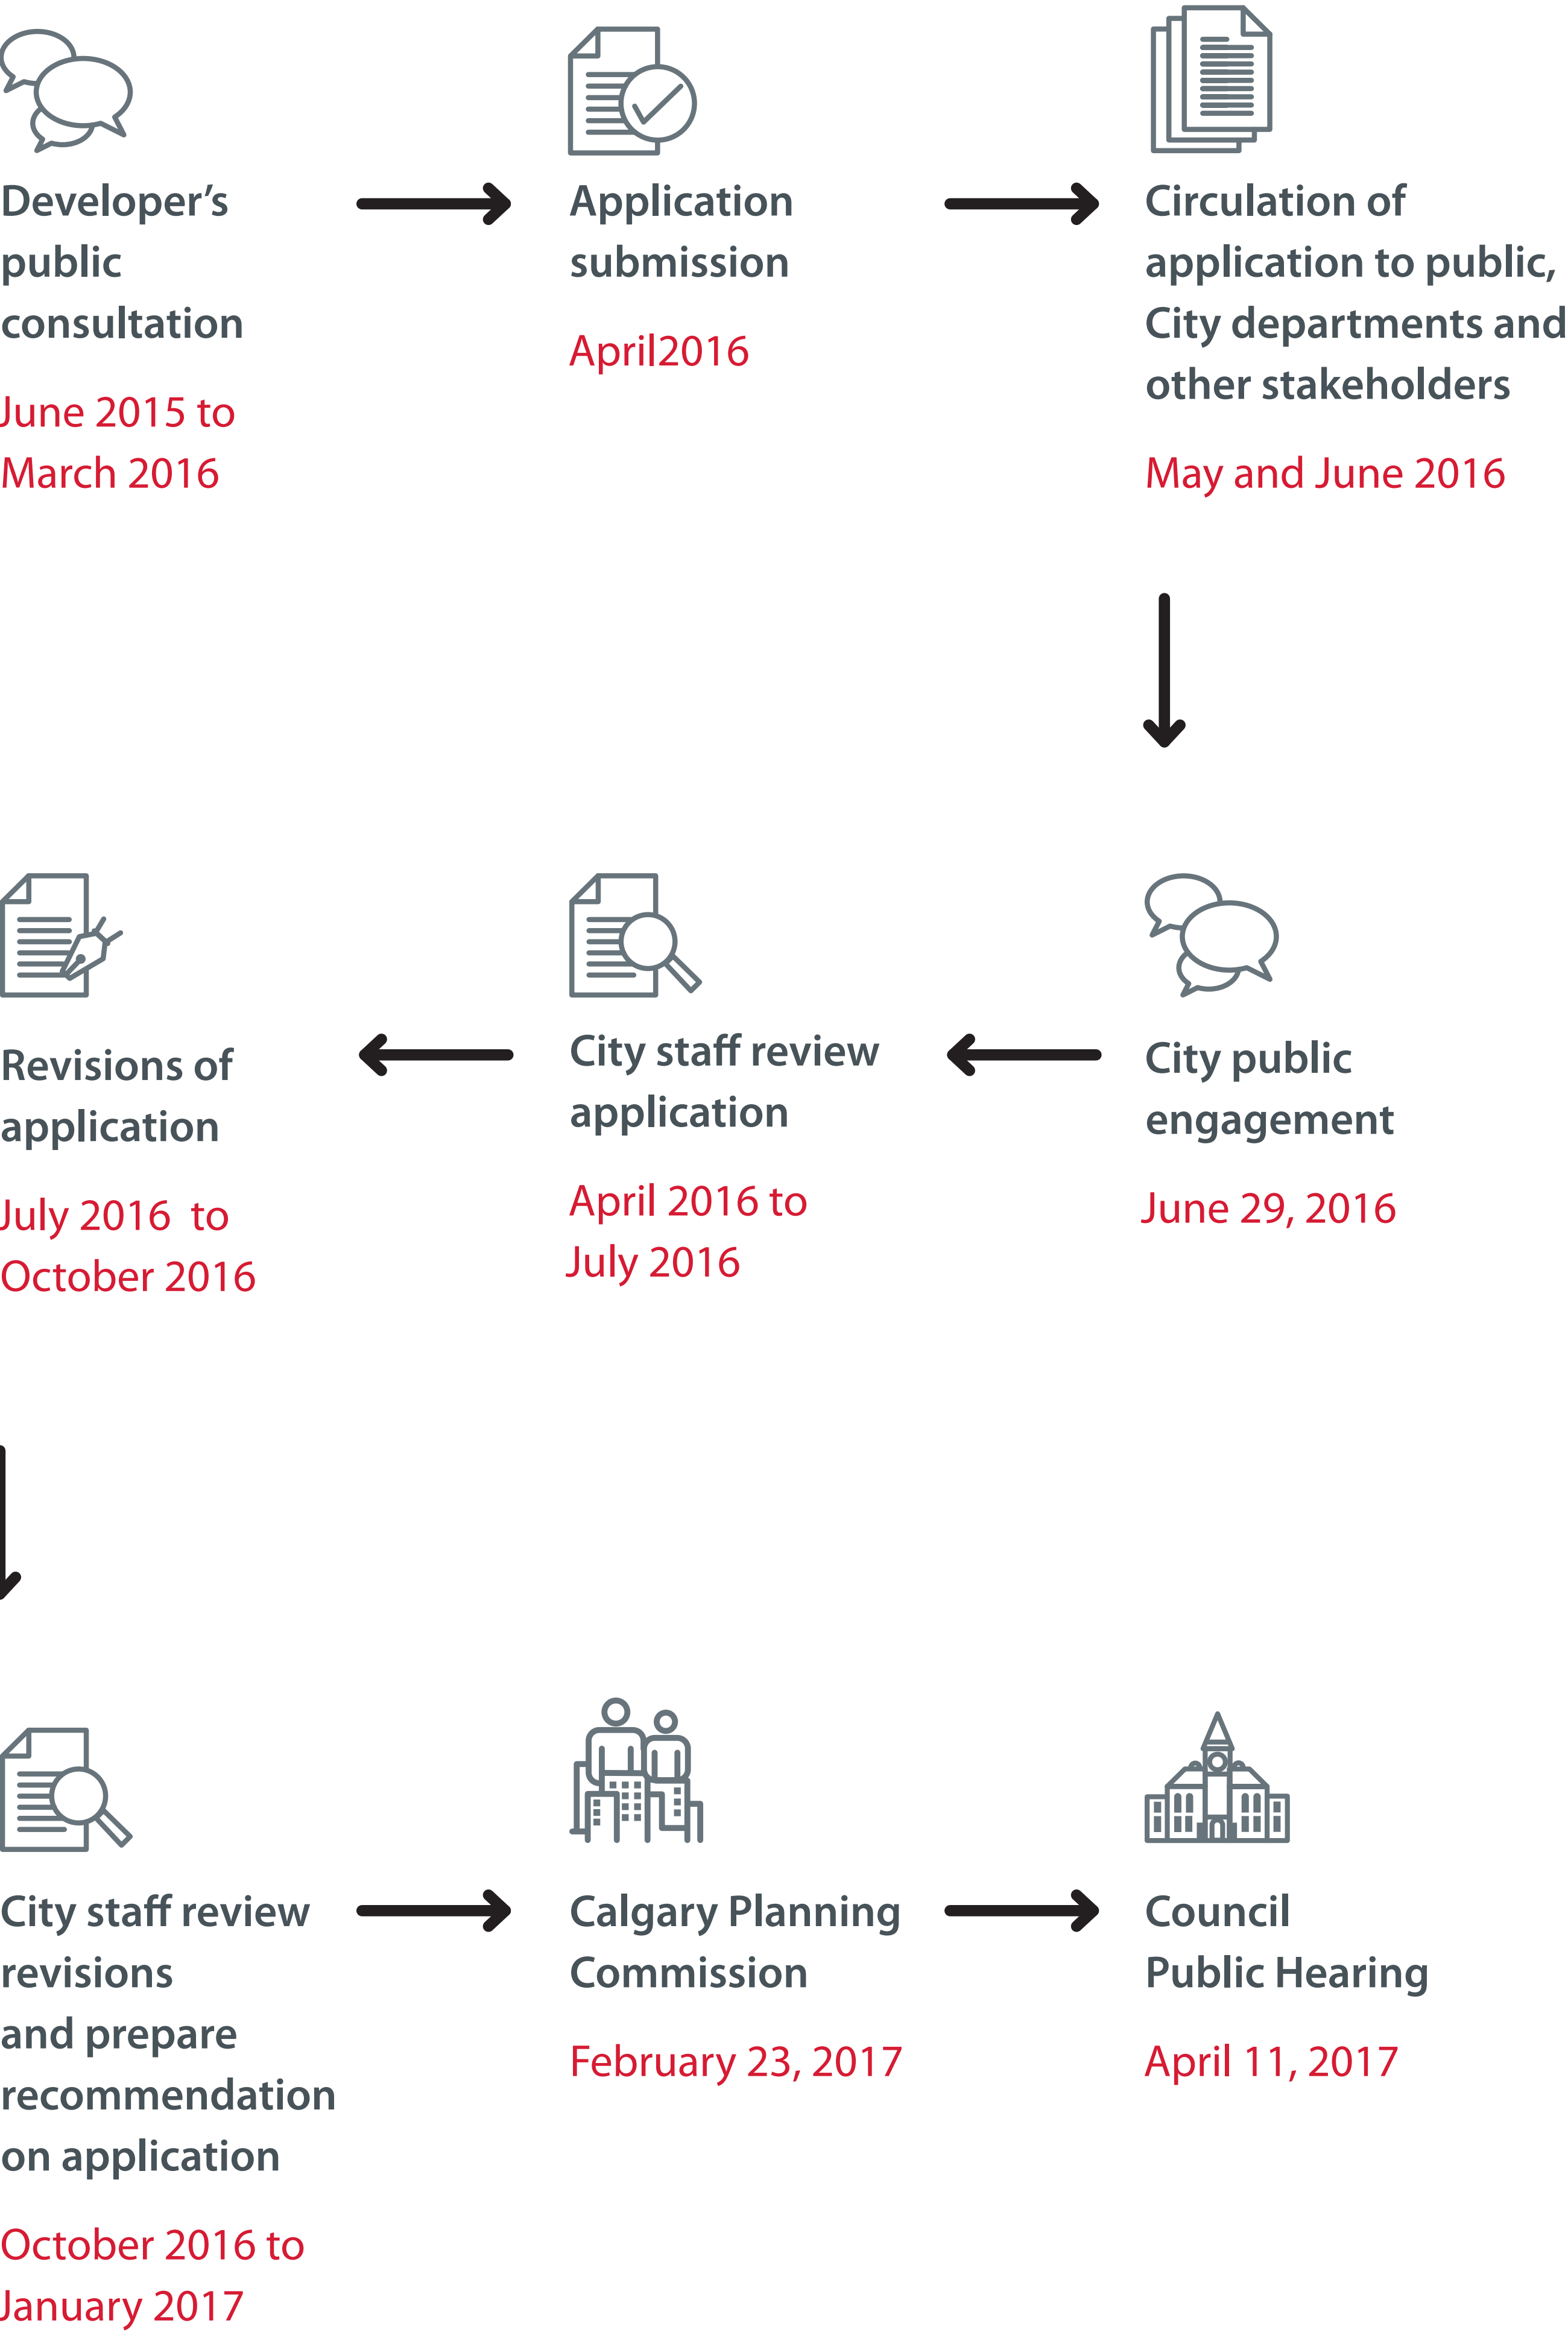 Developer’s
public
consultation
June 2015 to
March 2016
Application
submission
April2016
Circulation of
application to public,
City departments and
other stakeholders
May and June 2016
City public
engagement
June 29, 2016
City staff review
application
April 2016 to
July 2016
Revisions of
application
July 2016  to
October 2016
City staff review
revisions
and prepare
recommendation
on application
October 2016 to
January 2017
Calgary Planning
Commission
February 23, 2017
Council
Public Hearing
April 11, 2017